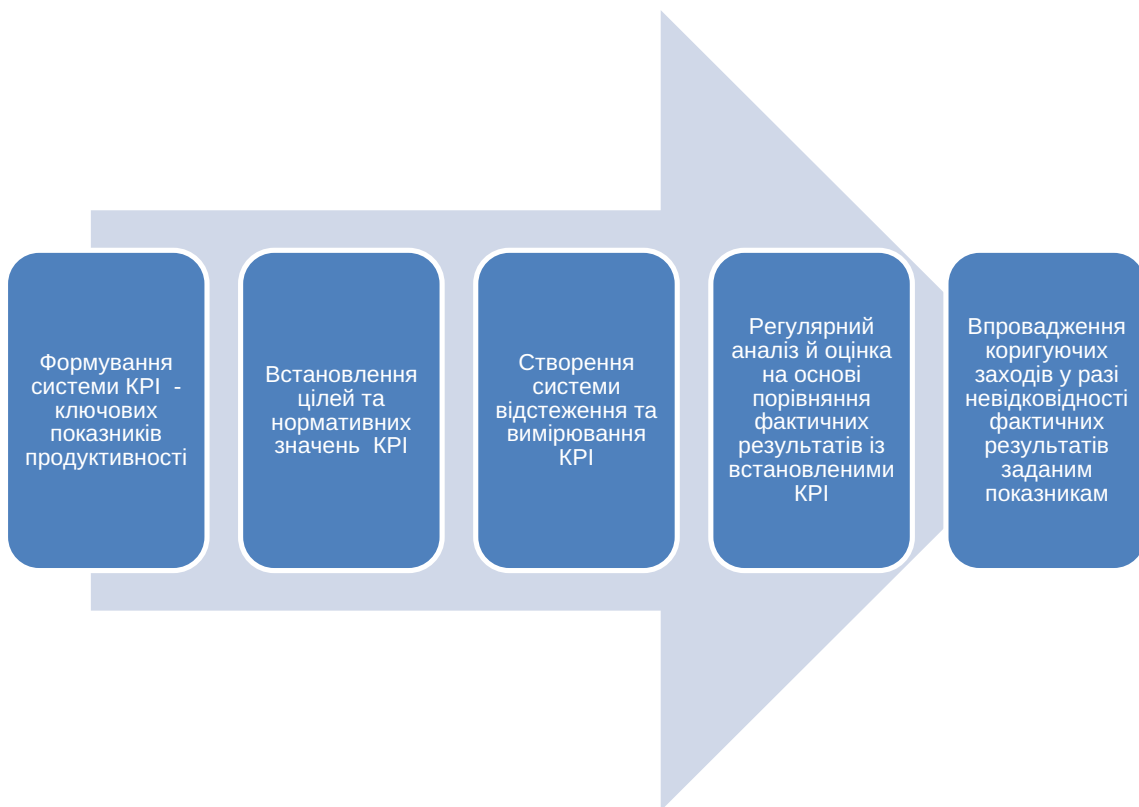 Формування
системи КРІ  -
ключових
показників
продуктивності
Встановлення
цілей та
нормативних
значень  КРІ
Створення
системи
відстеження та
вимірювання
КРІ
Регулярний
аналіз й оцінка
на основі
порівняння
фактичних
результатів із
встановленими
КРІ
Впровадження
коригуючих
заходів у разі
невідковідності
фактичних
результатів
заданим
показникам